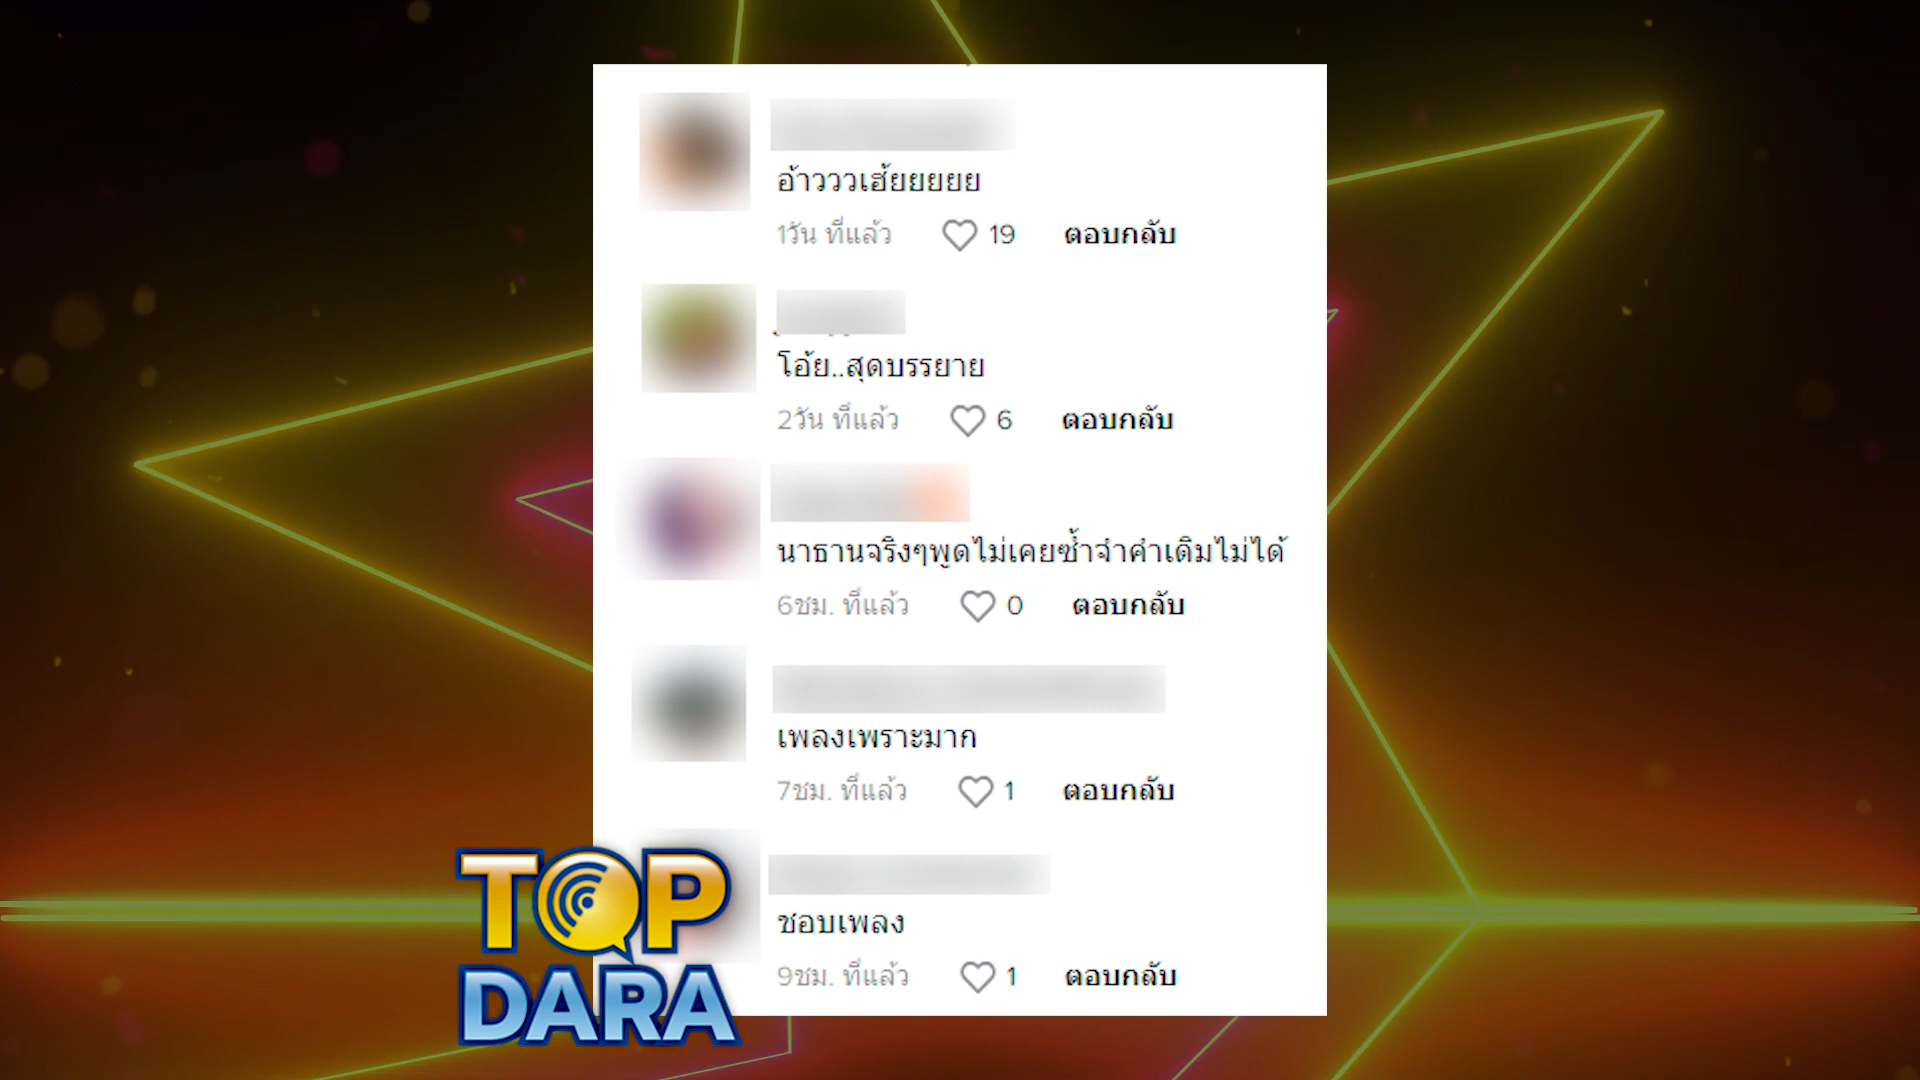 อ้าวววเฮ้ยยยยย
1วัน ที่แล้ว 19 ตอบกลับ
โอ้ย..สุดบรรยาย
2วัน ที่แล้ว 6 ตอบกลับ
นาธานจริงๆพูดไม่เคยซ้ำจำคำเดิมไม่ได้
6ชม. ที่แล้ว 0 ตอบกลับ
เพลงเพราะมาก
7ชม. ที่แล้ว 1 ตอบกลับ
ชอบเพลง
9ชม. ที่แล้ว 1 ตอบกลับ
TOP
DARA